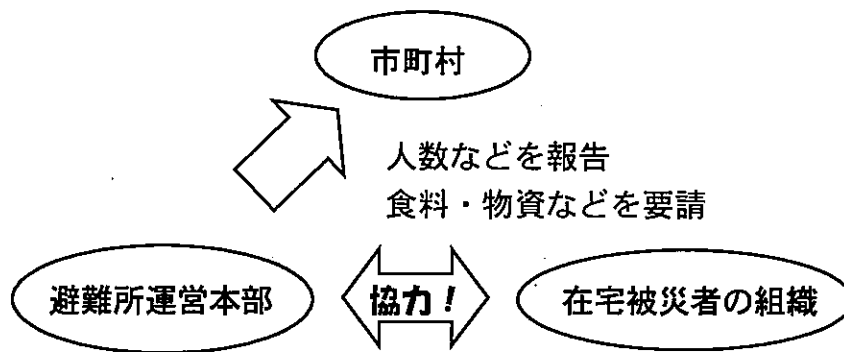 市町村
人数などを報告
食料・物資などを要請
避難所運営本部
協力！
在宅被災者の組織